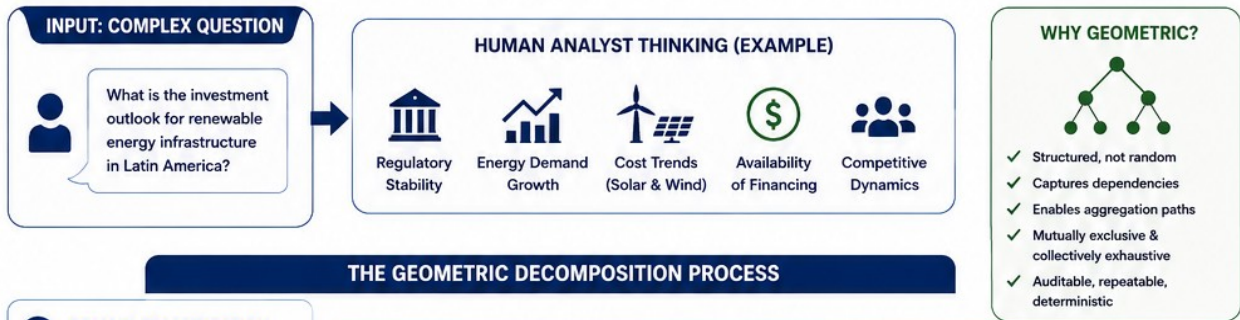 INPUT: COMPLEX QUESTION
What is the investment
outlook for renewable
energy infrastructure
in Latin America?
HUMAN ANALYST THINKING (EXAMPLE)
Regulatory
Stability
Energy Demand
Growth
Cost Trends
(Solar & Wind)
Availability
of Financing
Competitive
Dynamics
WHY GEOMETRIC?
Structured, not random
Captures dependencies
Enables aggregation paths
Mutually exclusive &
collectively exhaustive
Auditable, repeatable,
deterministic
THE GEOMETRIC DECOMPOSITION PROCESS